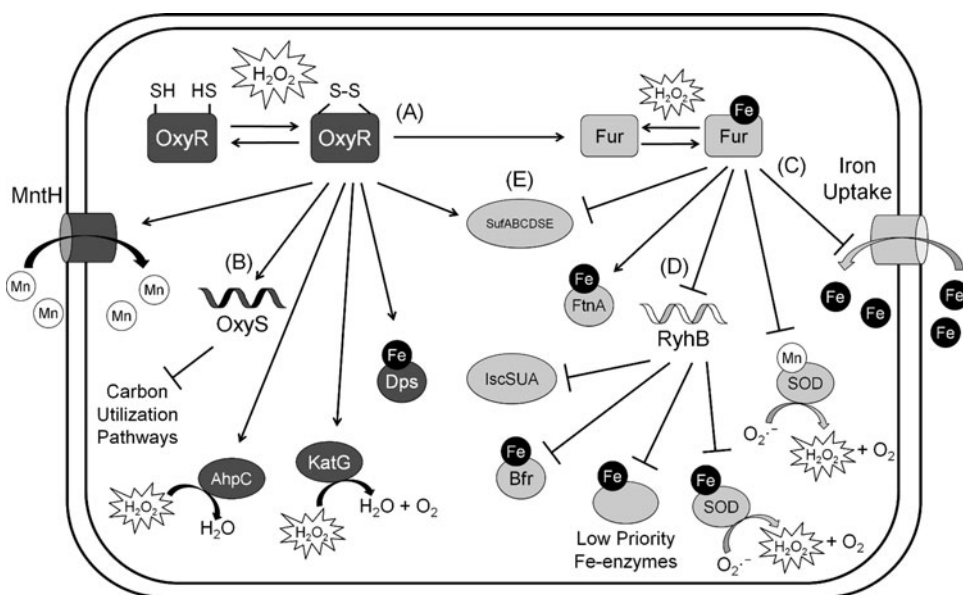 H₂O₂
SH HS
S-S
(A)
H₂O₂
Fe
OxyR
OxyR
Fur
Fur
(C)
Iron
Uptake
MntH
(E)
SufABCDSE
Mn
Mn
Mn
Mn
(B)
OxyS
Fe
FtnA
(D)
RyhB
Fe
Fe
Fe
Fe
Fe
Dps
IscSUA
Mn
SOD
O₂·⁻
H₂O₂ + O₂
Carbon
Utilization
Pathways
AhpC
H₂O₂
H₂O
KatG
H₂O₂
H₂O + O₂
Fe
Bfr
Fe
Low Priority
Fe-enzymes
Fe
SOD
O₂·⁻
H₂O₂ + O₂